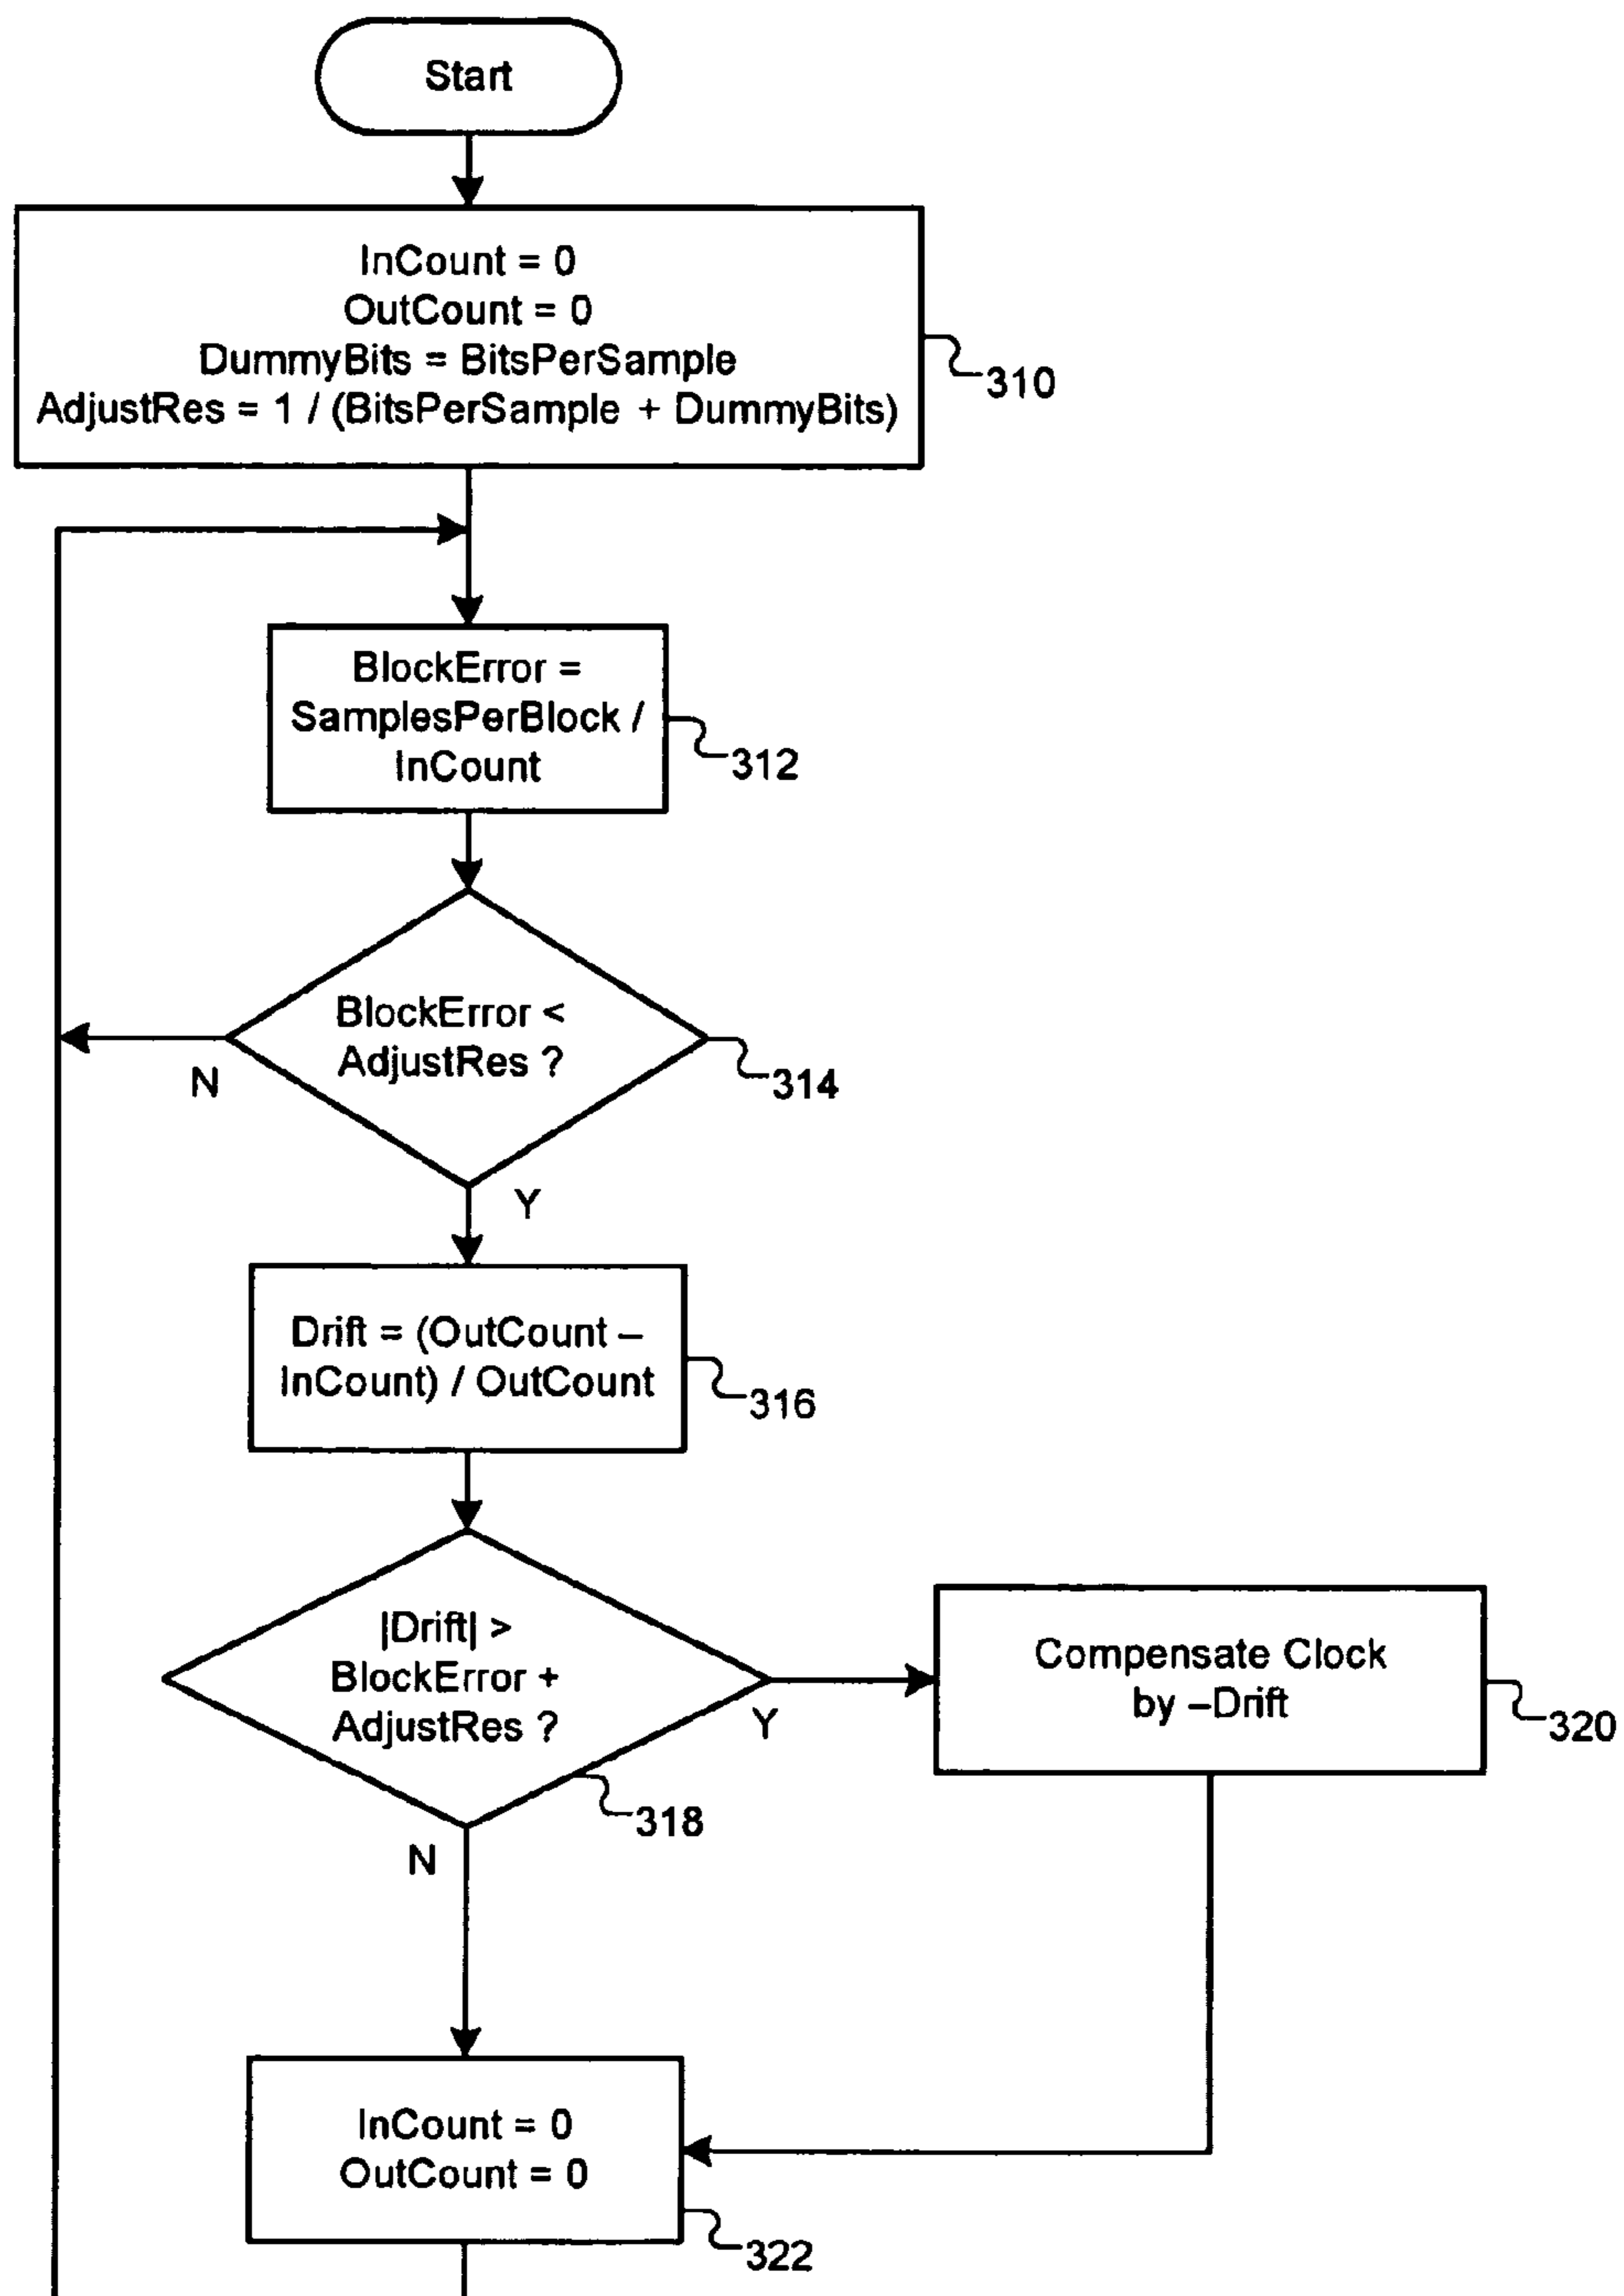 Start
InCount = 0
OutCount = 0
DummyBits = BitsPerSample
AdjustRes = 1 / (BitsPerSample + DummyBits)
310
BlockError =
SamplesPerBlock /
InCount
312
BlockError <
AdjustRes ?
314
N
Y
Drift = (OutCount –
InCount) / OutCount
316
|Drift| >
BlockError +
AdjustRes ?
Y
318
N
Compensate Clock
by –Drift
320
InCount = 0
OutCount = 0
322